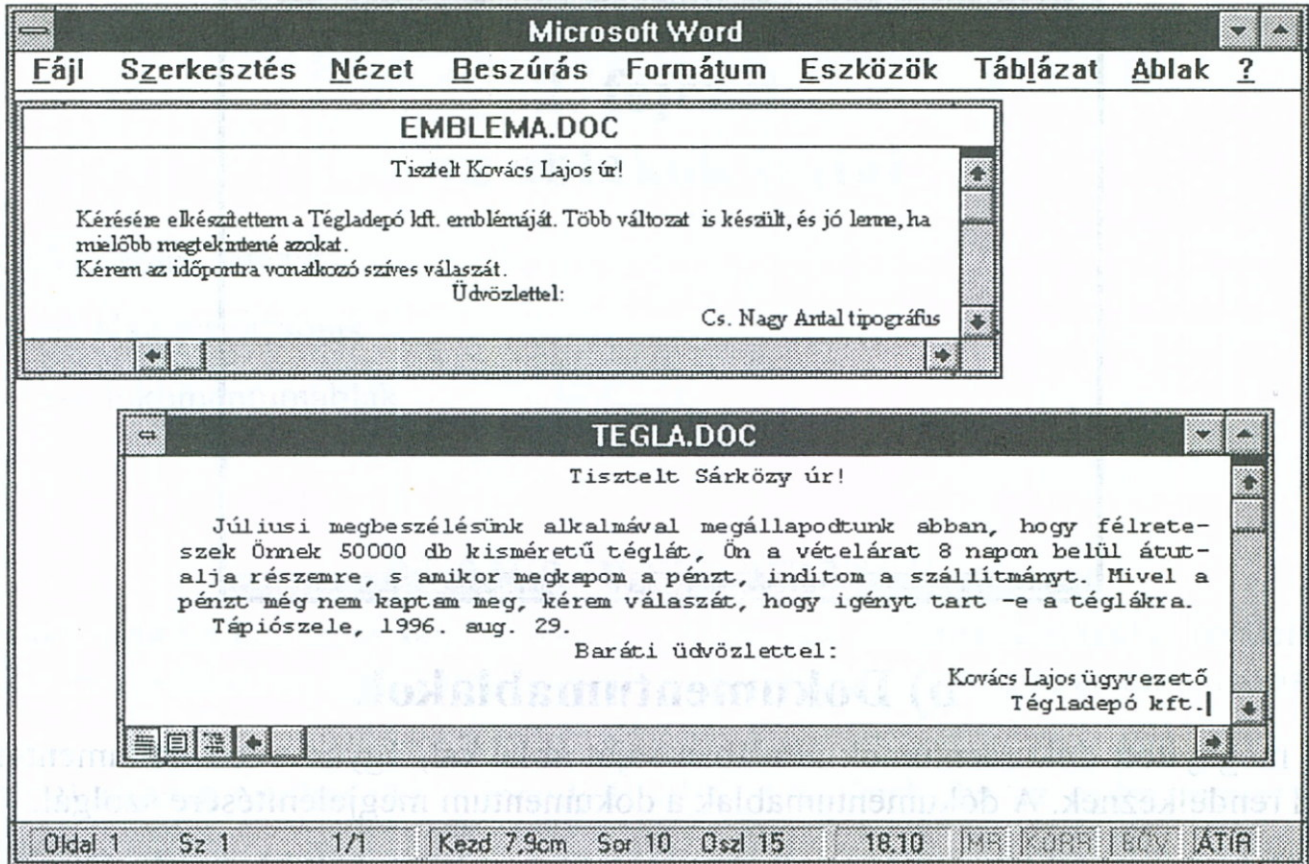 Microsoft Word
Fájl Szerkesztés Nézet Beszúrás Formátum Eszközök Táblázat Ablak ?
EMBLEMA.DOC
Tisztelt Kovács Lajos úr!
Kérésére elkészítettem a Tégladepó kft. emblémáját. Több változat is készült, és jó lenne, ha
mielőbb megtekintené azokat.
Kérem az időpontra vonatkozó szíves válaszát.
Üdvözlettel:
Cs. Nagy Antal tipográfus
TEGLA.DOC
Tisztelt Sárközy úr!
Júliusi megbeszélésünk alkalmával megállapodtunk abban, hogy félrete-
szek Önnek 50000 db kisméretű téglát, Ön a vételárat 8 napon belül átut-
alja részemre, s amikor megkapom a pénzt, indítom a szállítmányt. Mivel a
pénzt még nem kaptam meg, kérem válaszát, hogy igényt tart -e a téglákra.
Tápiószele, 1996. aug. 29.
Baráti üdvözlettel:
Kovács Lajos ügyvezető
Tégladepó kft.
b) Dokumentumablakok
rendelkeznek. A dokumentumablak a dokumentum megjelenítésére szolgál.
Oldal 1 Sz 1 1/1 Kezd 7,9cm Sor 10 Oszl 15 18:10 MR KORR BŐV ÁTÍR